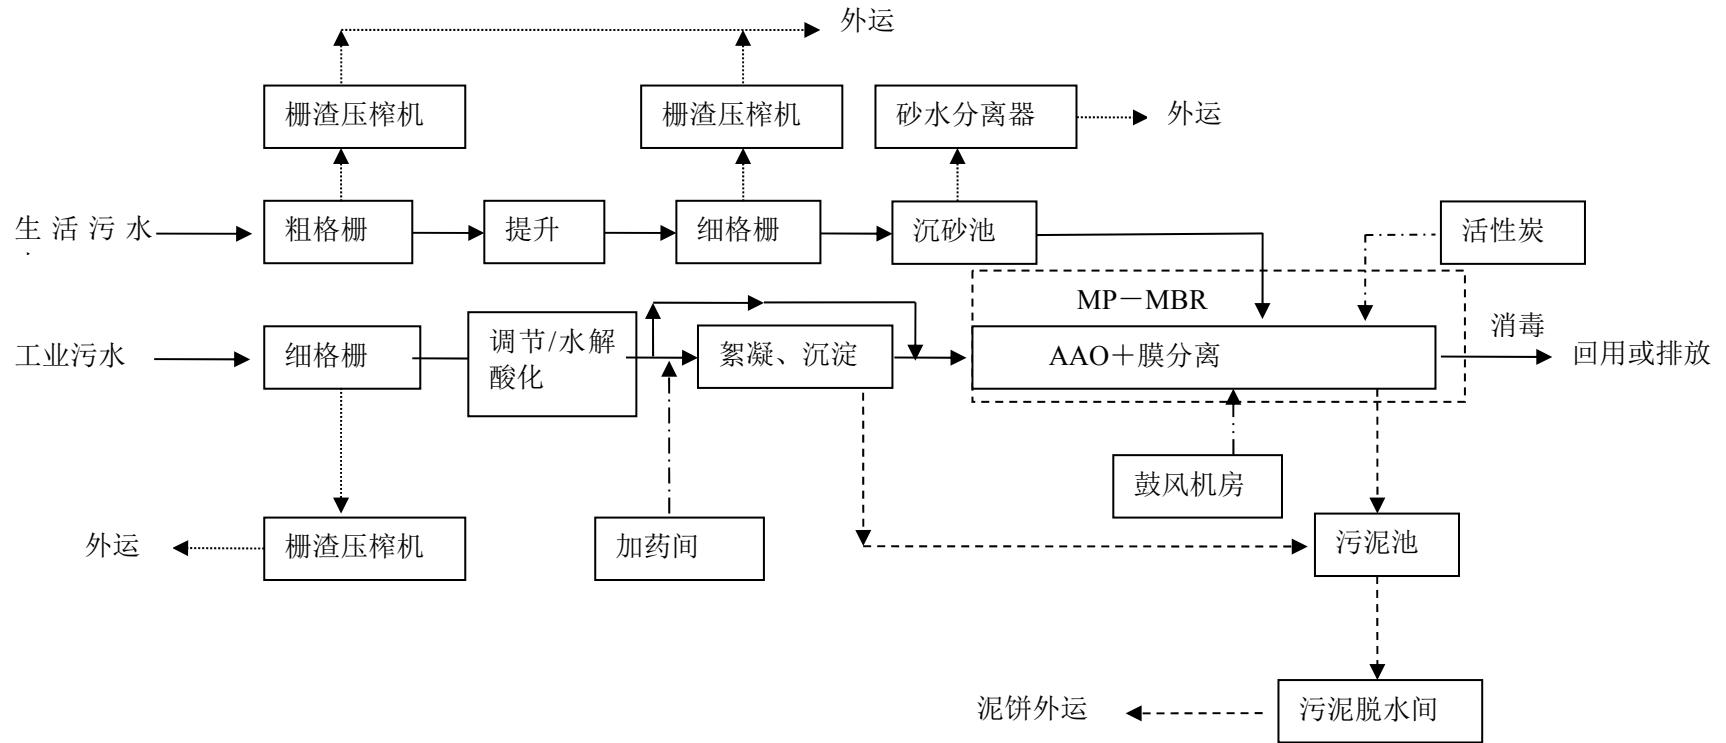 外运
栅渣压榨机
栅渣压榨机
砂水分离器
外运
生活污水
粗格栅
提升
细格栅
沉砂池
活性炭
MP－MBR
工业污水
细格栅
调节/水解
酸化
絮凝、沉淀
AAO＋膜分离
消毒
回用或排放
鼓风机房
外运
栅渣压榨机
加药间
污泥池
泥饼外运
污泥脱水间